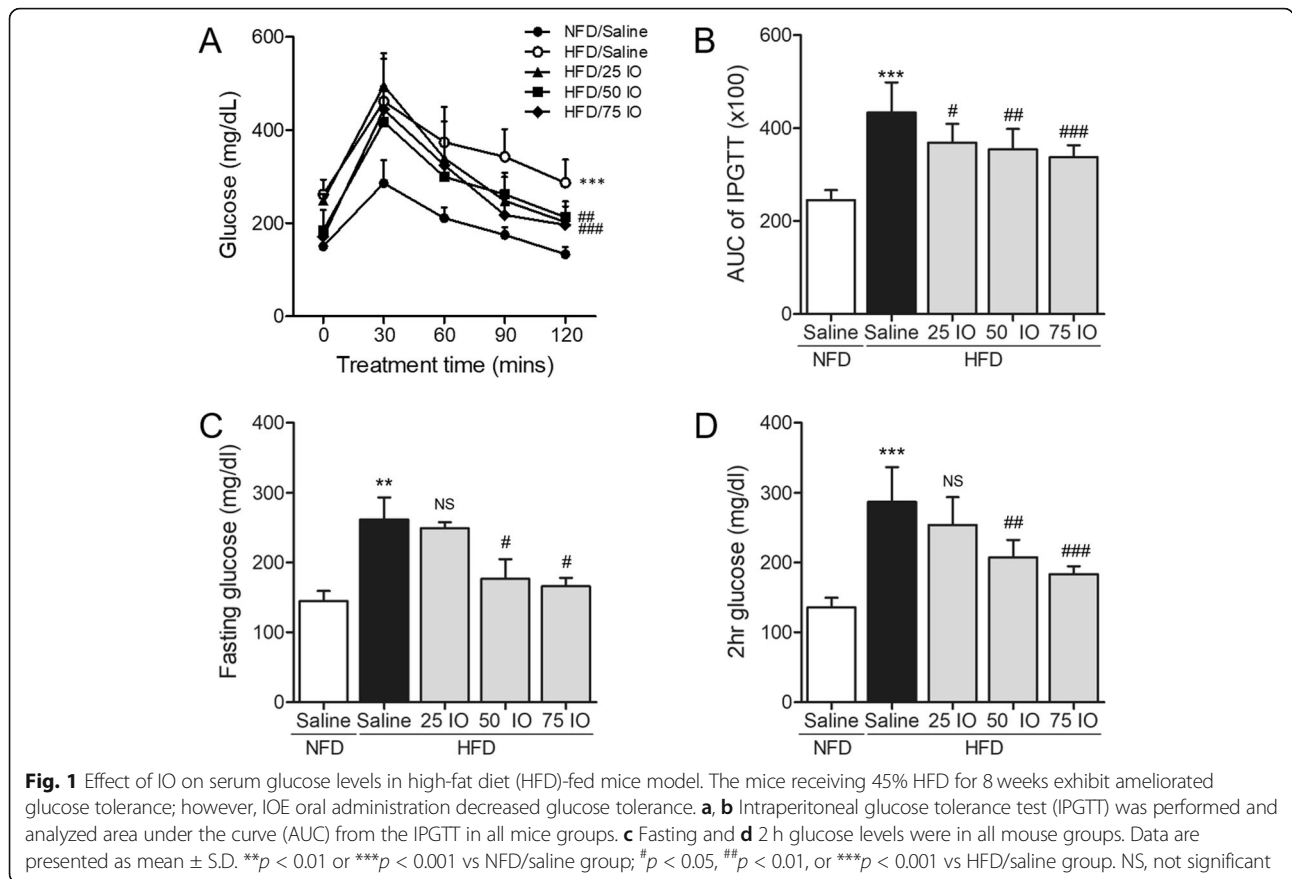 A
600
400
200
0
Glucose (mg/dL)
0 30 60 90 120
Treatment time (mins)
NFD/Saline
HFD/Saline
HFD/25 IO
HFD/50 IO
HFD/75 IO
***
##
###
B
600
400
200
0
AUC of IPGTT (x100)
***
#
##
###
Saline Saline 25 IO 50 IO 75 IO
NFD HFD
C
400
300
200
100
0
Fasting glucose (mg/dl)
**
NS
#
#
Saline Saline 25 IO 50 IO 75 IO
NFD HFD
D
400
300
200
100
0
2hr glucose (mg/dl)
***
NS
##
###
Saline Saline 25 IO 50 IO 75 IO
NFD HFD
Fig. 1 Effect of IO on serum glucose levels in high-fat diet (HFD)-fed mice model. The mice receiving 45% HFD for 8 weeks exhibit ameliorated
glucose tolerance; however, IOE oral administration decreased glucose tolerance. a, b Intraperitoneal glucose tolerance test (IPGTT) was performed and
analyzed area under the curve (AUC) from the IPGTT in all mice groups. c Fasting and d 2 h glucose levels were in all mouse groups. Data are
presented as mean ± S.D. **p < 0.01 or ***p < 0.001 vs NFD/saline group; #p < 0.05, ##p < 0.01, or ***p < 0.001 vs HFD/saline group. NS, not significant